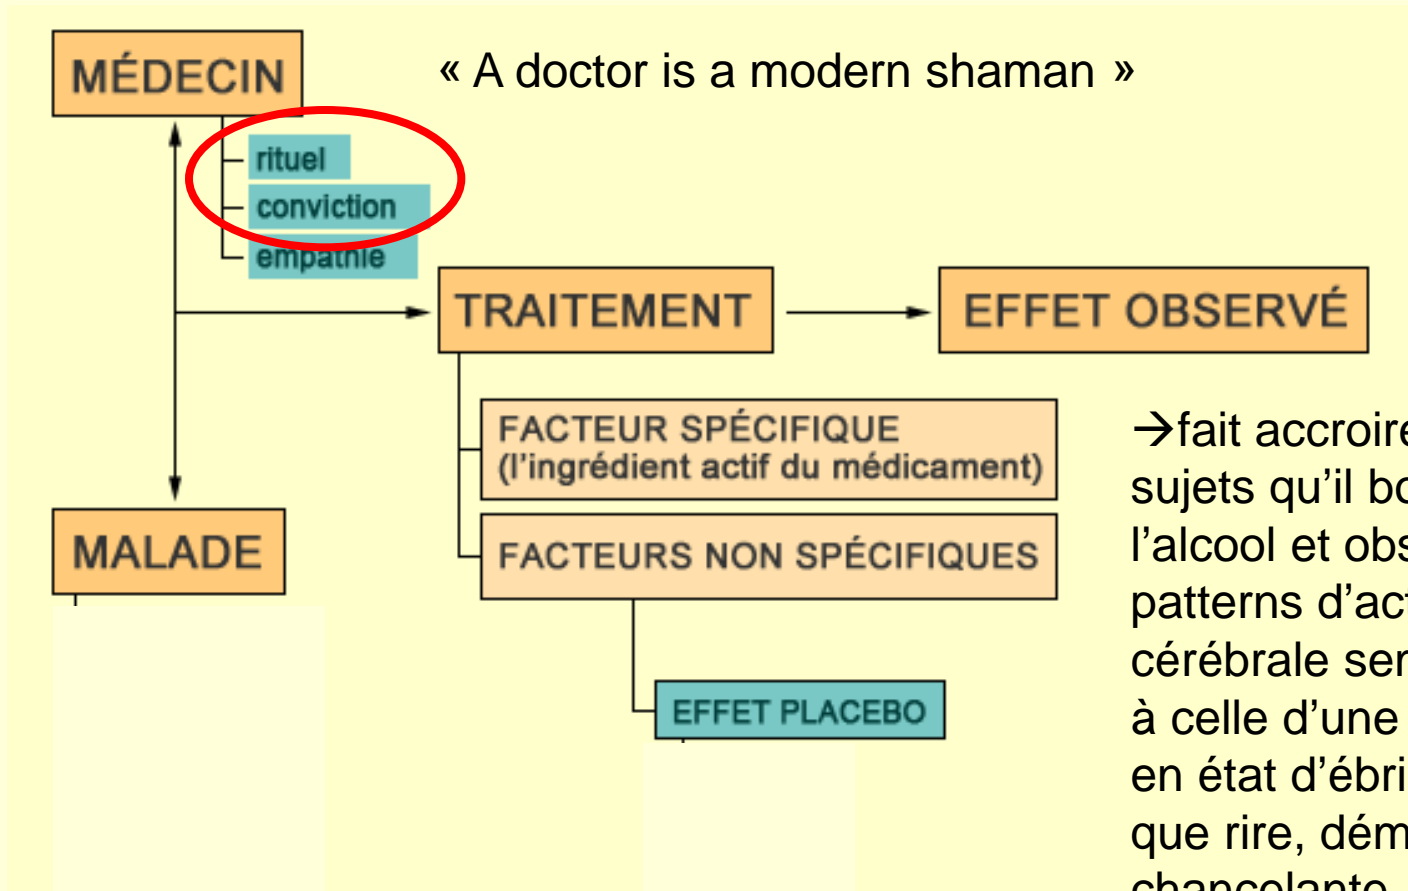 MÉDECIN
« A doctor is a modern shaman »
rituel
conviction
empathie
TRAITEMENT
EFFET OBSERVÉ
FACTEUR SPÉCIFIQUE
(l'ingrédient actif du médicament)
FACTEURS NON SPÉCIFIQUES
EFFET PLACEBO
MALADE
→fait accroire
sujets qu’il
l’alcool et
patterns
cérébrale
à celle d’une
en état
que rire,
chancelante